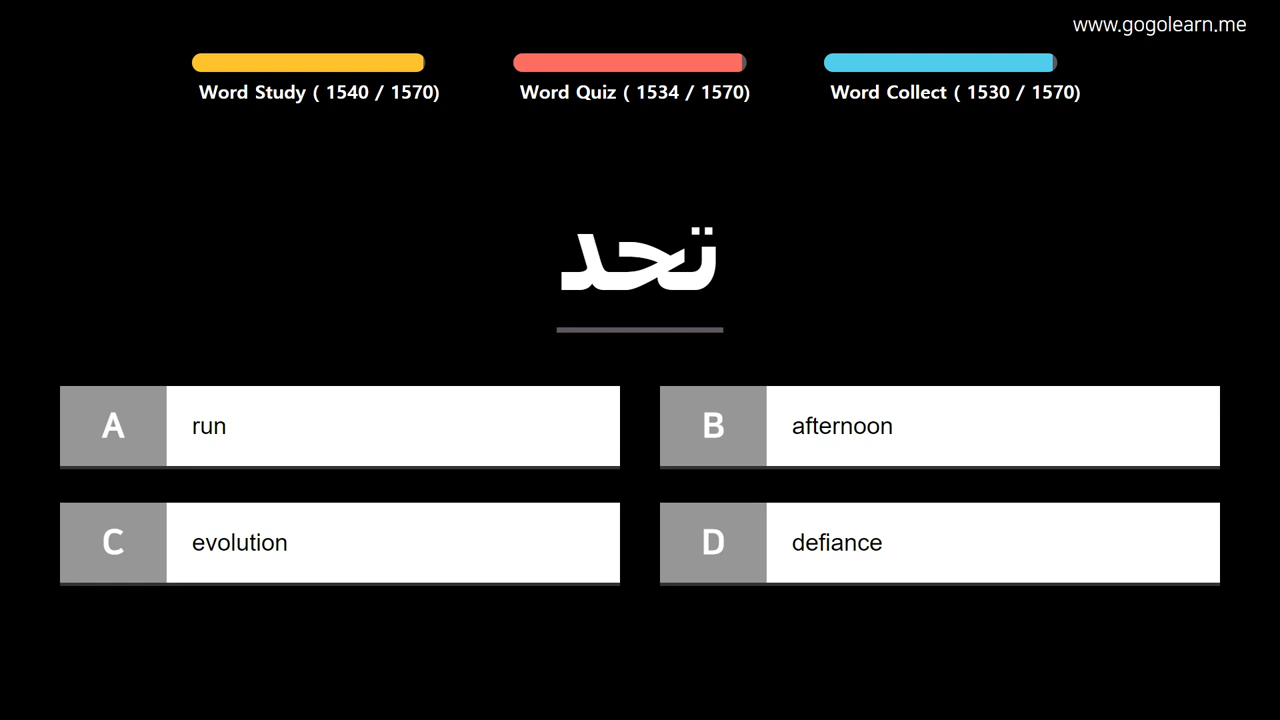 www.gogolearn.me
Word Study ( 1540 / 1570)
Word Quiz ( 1534 / 1570)
Word Collect ( 1530 / 1570)
تحد
A run
B afternoon
C evolution
D defiance